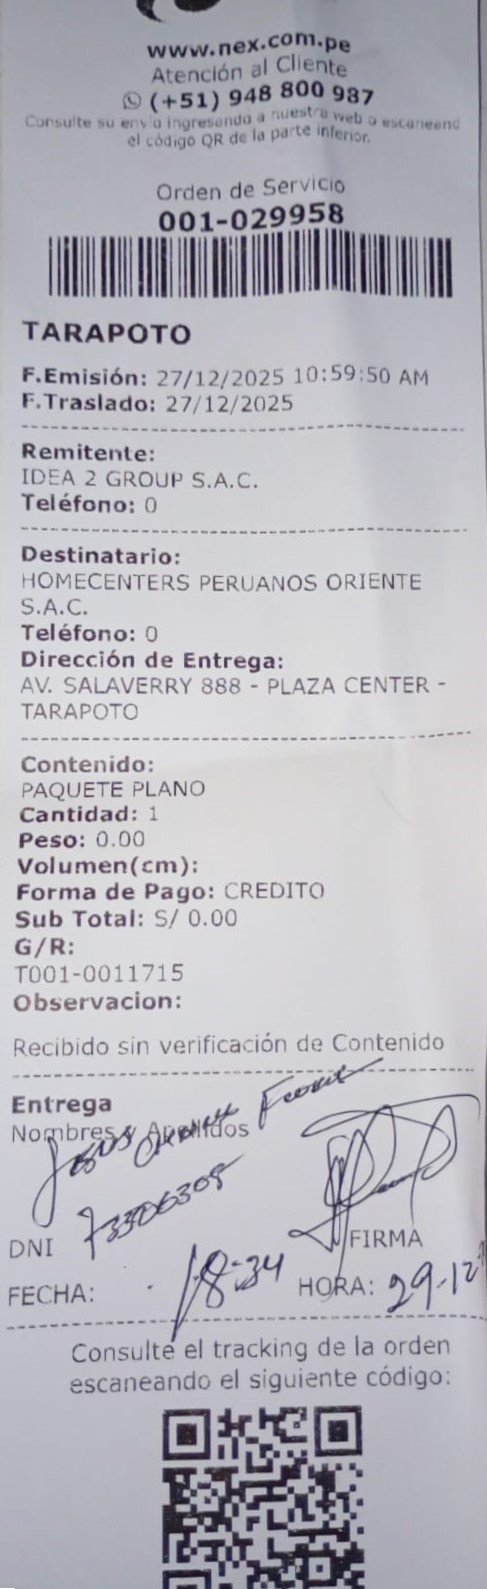 www.nex.com.pe
Atención al Cliente
(+51) 948 800 987
Consulte su envío ingresando a nuestra web o escaneand
el código QR de la parte inferior.
Orden de Servicio
001-029958
TARAPOTO
F.Emisión: 27/12/2025 10:59:50 AM
F.Traslado: 27/12/2025
Remitente:
IDEA 2 GROUP S.A.C.
Teléfono: 0
Destinatario:
HOMECENTERS PERUANOS ORIENTE
S.A.C.
Teléfono: 0
Dirección de Entrega:
AV. SALAVERRY 888 - PLAZA CENTER -
TARAPOTO
Contenido:
PAQUETE PLANO
Cantidad: 1
Peso: 0.00
Volumen(cm):
Forma de Pago: CREDITO
Sub Total: S/ 0.00
G/R:
T001-0011715
Observacion:
Recibido sin verificación de Contenido
Entrega
Nombres y Apellidos
Jesus
DNI 73306305
FIRMA
FECHA: 18:34 HORA: 29-12
Consulte el tracking de la orden
escaneando el siguiente código: